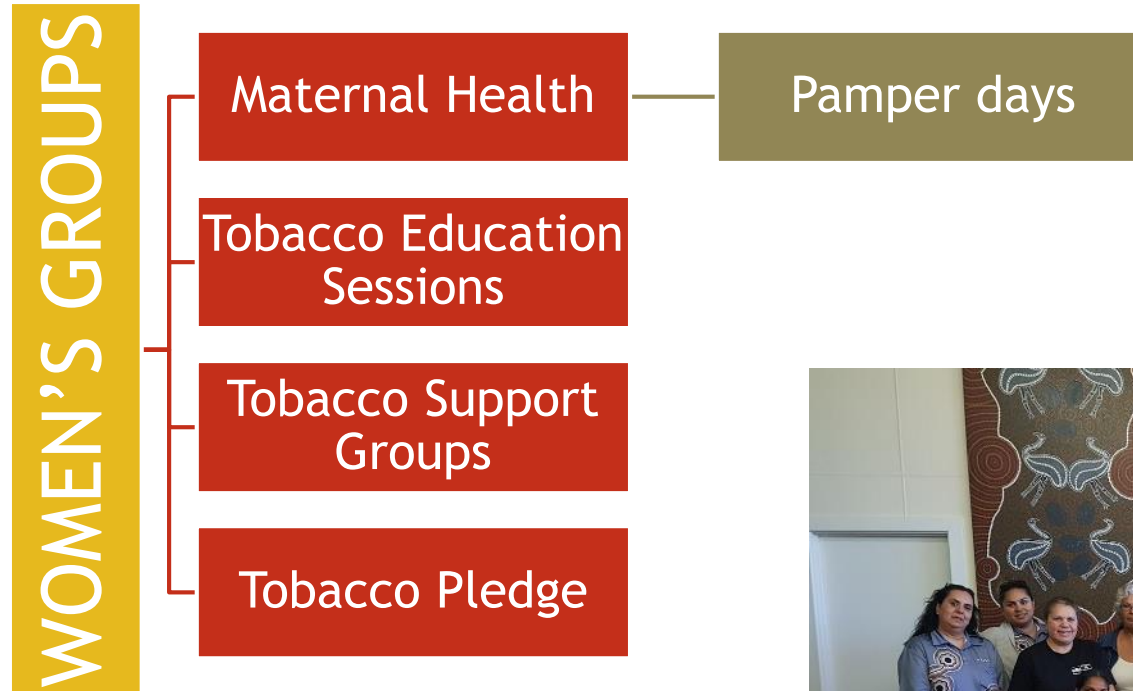 WOMEN’S GROUPS
Maternal Health
Pamper days
Tobacco Education
Sessions
Tobacco Support
Groups
Tobacco Pledge